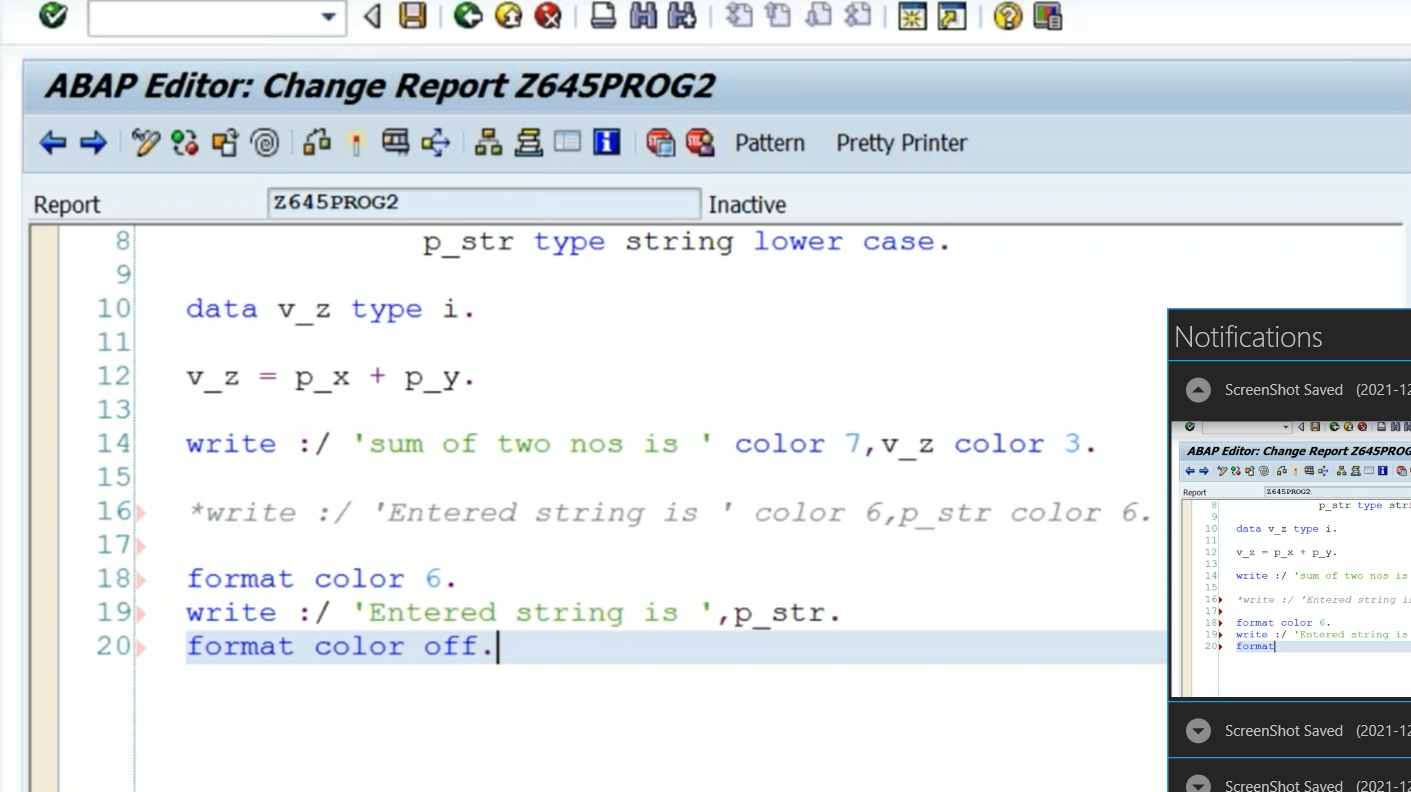 ABAP Editor: Change Report Z645PROG2
Pattern Pretty Printer
Report Z645PROG2 Inactive
8 p_str type string lower case.
9
10 data v_z type i.
11
12 v_z = p_x + p_y.
13
14 write :/ 'sum of two nos is ' color 7,v_z color 3.
15
16 *write :/ 'Entered string is ' color 6,p_str color 6.
17
18 format color 6.
19 write :/ 'Entered string is ',p_str.
20 format color off.
Notifications
ScreenShot Saved (2021-12
ABAP Editor: Change Report Z645PROG
Report Z645PROG2
8 p_str type stri
9
10 data v_z type i.
11
12 v_z = p_x + p_y.
13
14 write :/ 'sum of two nos is
15
16 *write :/ 'Entered string is
17
18 format color 6.
19 write :/ 'Entered string is
20 format
ScreenShot Saved (2021-12
ScreenShot Saved (2021-12